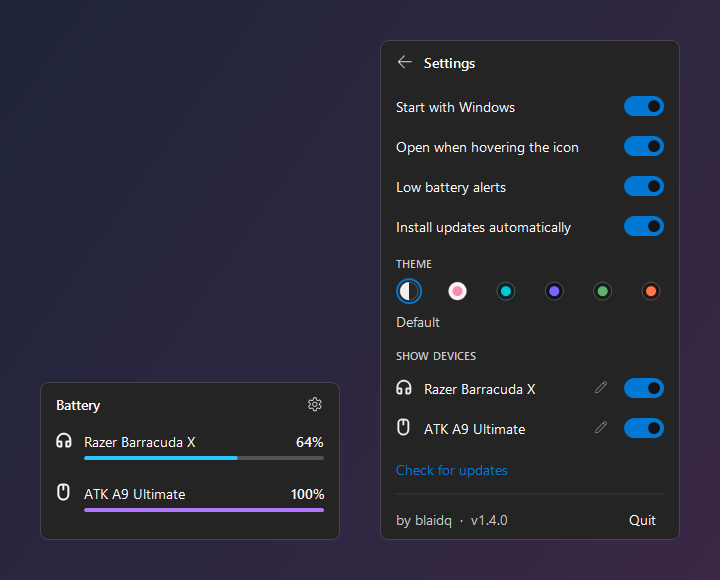 Settings
Start with Windows
Open when hovering the icon
Low battery alerts
Install updates automatically
THEME
Default
SHOW DEVICES
Razer Barracuda X
ATK A9 Ultimate
Check for updates
by blaidq · v1.4.0 Quit
Battery
Razer Barracuda X 64%
ATK A9 Ultimate 100%